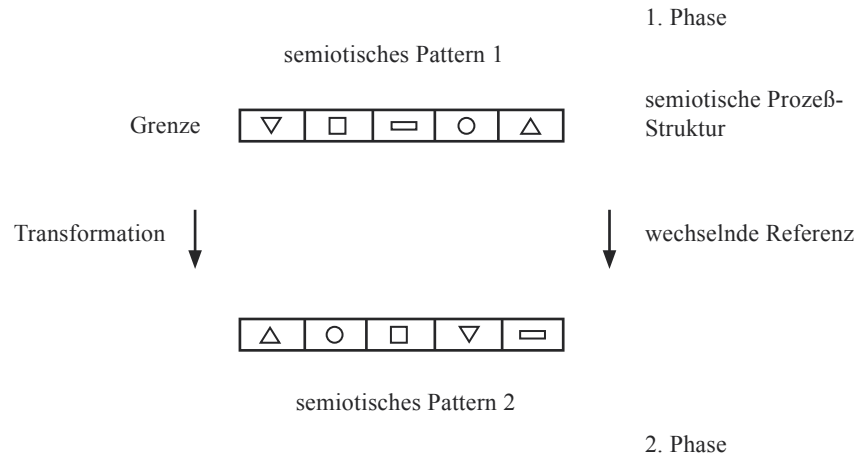 1. Phase
semiotisches Pattern 1
semiotische Prozeß-
Struktur
Grenze
Transformation
wechselnde Referenz
semiotisches Pattern 2
2. Phase